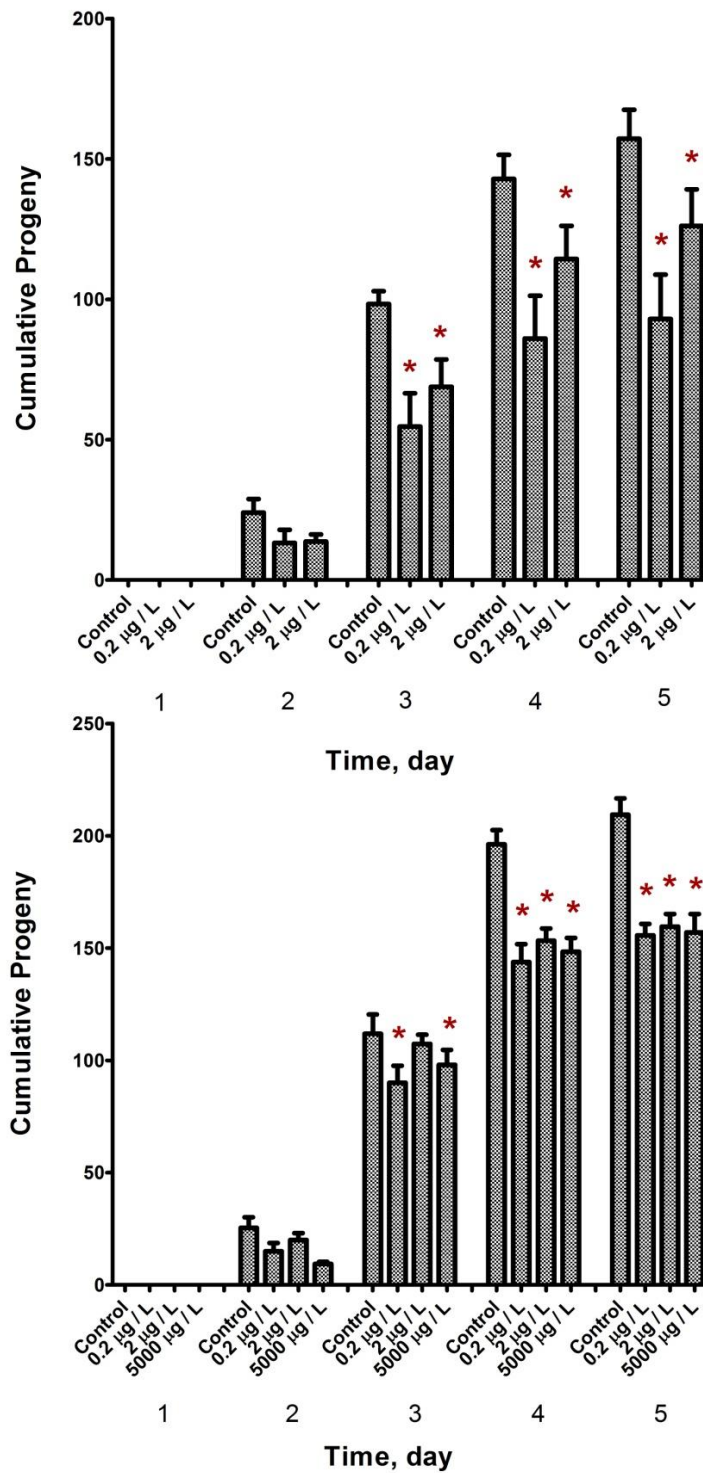 200
150
100
50
0
Cumulative Progeny
*
*
*
*
*
*
Control
0.2 µg / L
2 µg / L
Control
0.2 µg / L
2 µg / L
Control
0.2 µg / L
2 µg / L
Control
0.2 µg / L
2 µg / L
Control
0.2 µg / L
2 µg / L
1 2 3 4 5
Time, day
250
200
150
100
50
0
Cumulative Progeny
*
*
*
*
*
*
*
*
Control
0.2 µg / L
2 µg / L
5000 µg / L
Control
0.2 µg / L
2 µg / L
5000 µg / L
Control
0.2 µg / L
2 µg / L
5000 µg / L
Control
0.2 µg / L
2 µg / L
5000 µg / L
Control
0.2 µg / L
2 µg / L
5000 µg / L
1 2 3 4 5
Time, day